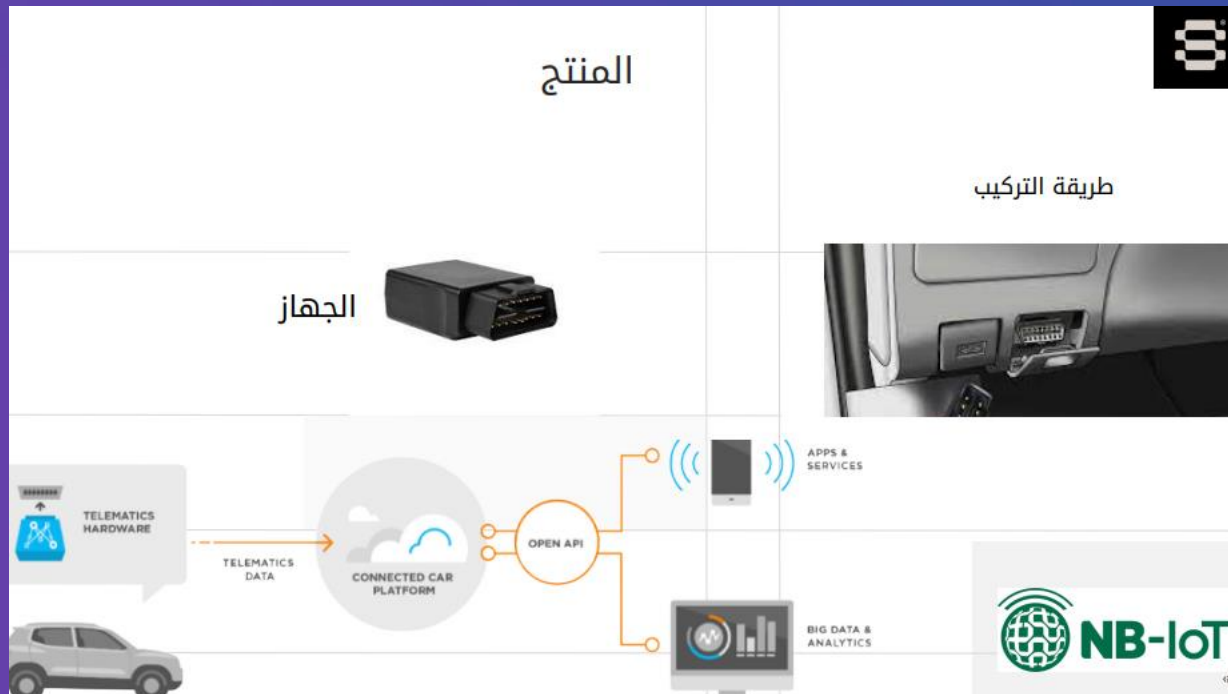 المنتج
طريقة التركيب
الجهاز
TELEMATICS
HARDWARE
TELEMATICS
DATA
CONNECTED CAR
PLATFORM
OPEN API
APPS &
SERVICES
BIG DATA &
ANALYTICS
NB-IoT